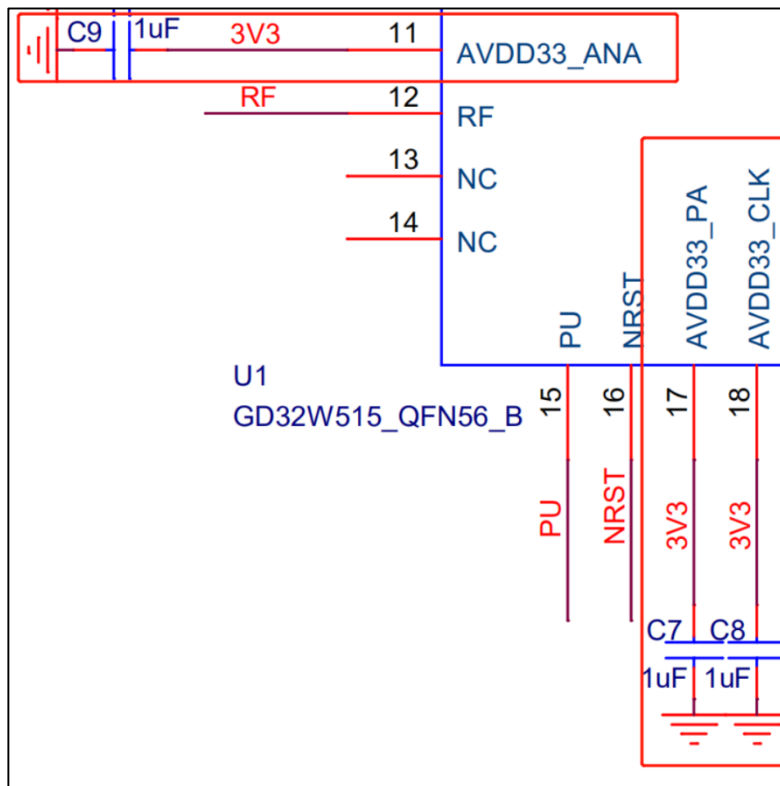 C9 1uF 3V3 11 AVDD33_ANA
RF 12 RF
13 NC
14 NC
PU NRST AVDD33_PA AVDD33_CLK
U1
GD32W515_QFN56_B
15 16 17 18
PU NRST 3V3 3V3
C7 C8
1uF 1uF